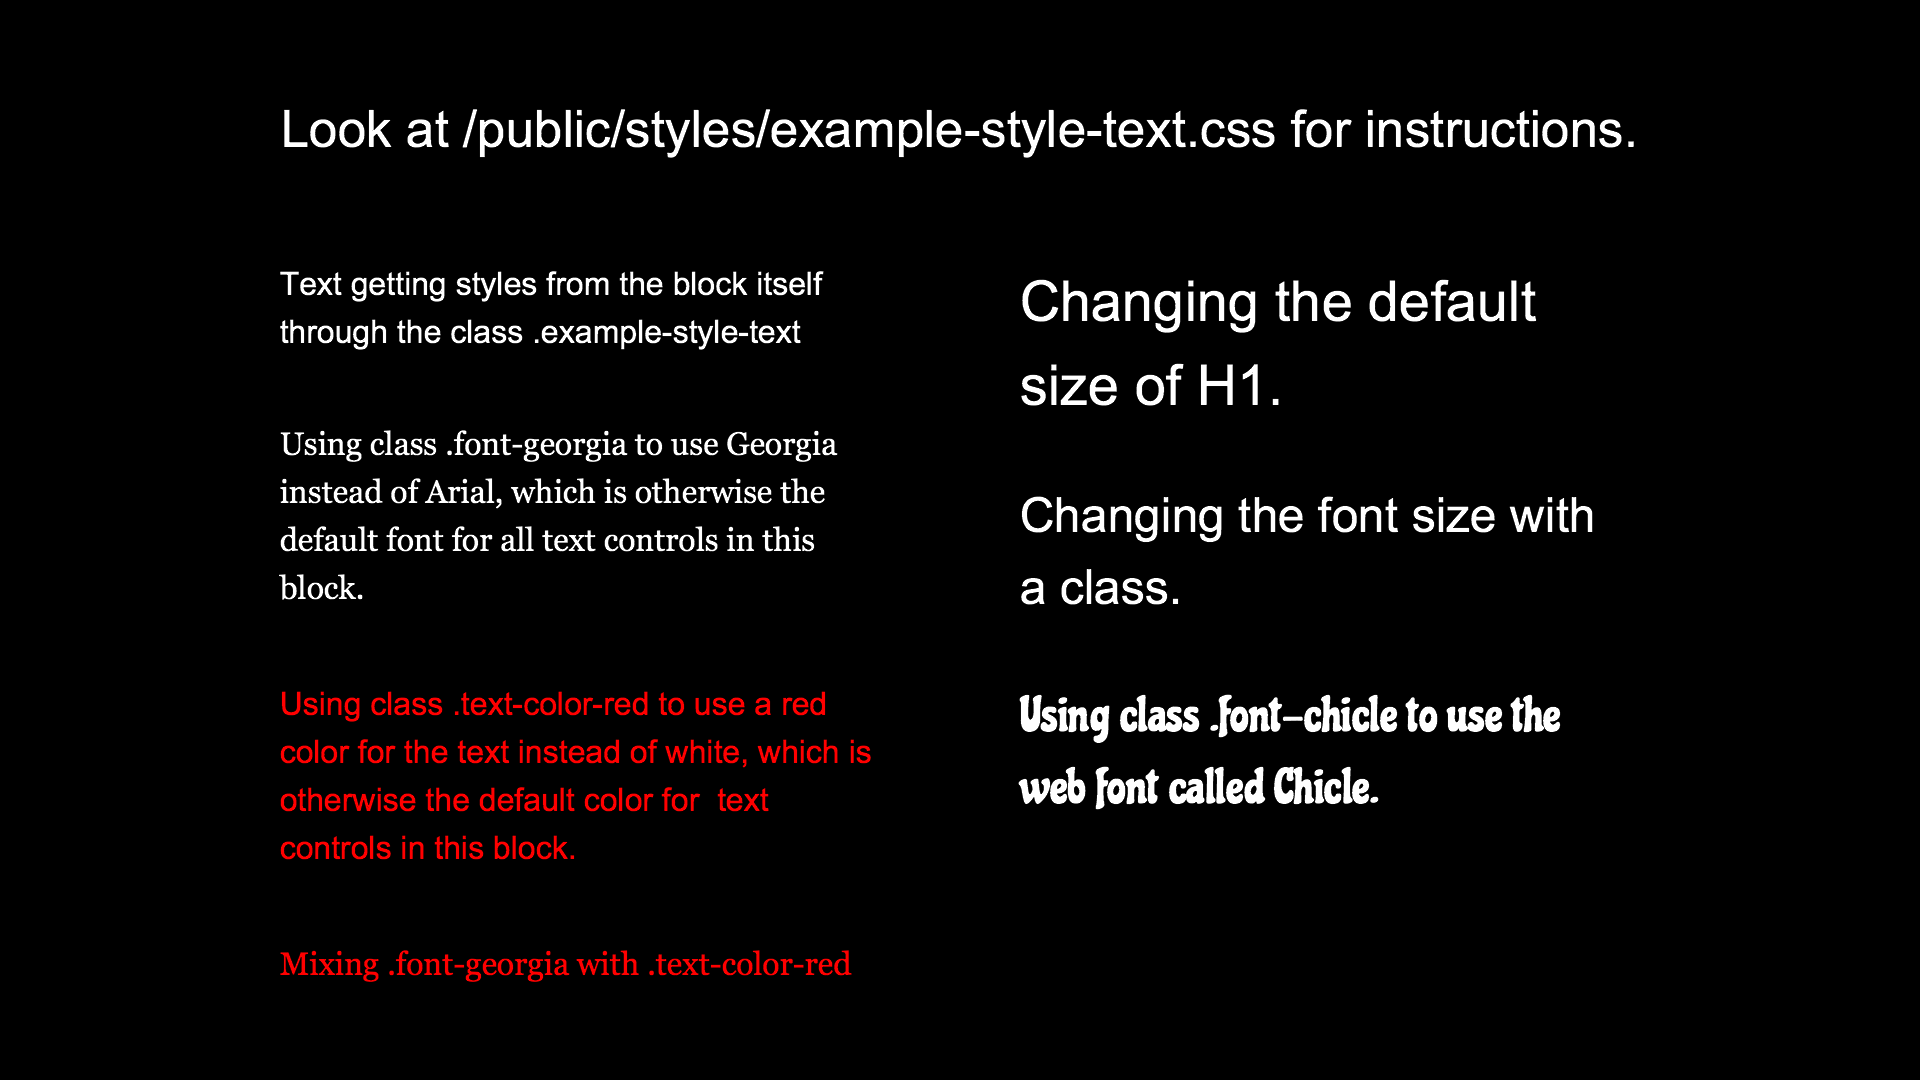 Look at /public/styles/example-style-text.css for instructions.
Text getting styles from the block itself
through the class .example-style-text
Using class .font-georgia to use Georgia
instead of Arial, which is otherwise the
default font for all text controls in this
block.
Using class .text-color-red to use a red
color for the text instead of white, which is
otherwise the default color for  text
controls in this block.
Mixing .font-georgia with .text-color-red
Changing the default
size of H1.
Changing the font size with
a class.
Using class .font-chicle to use the
web font called Chicle.